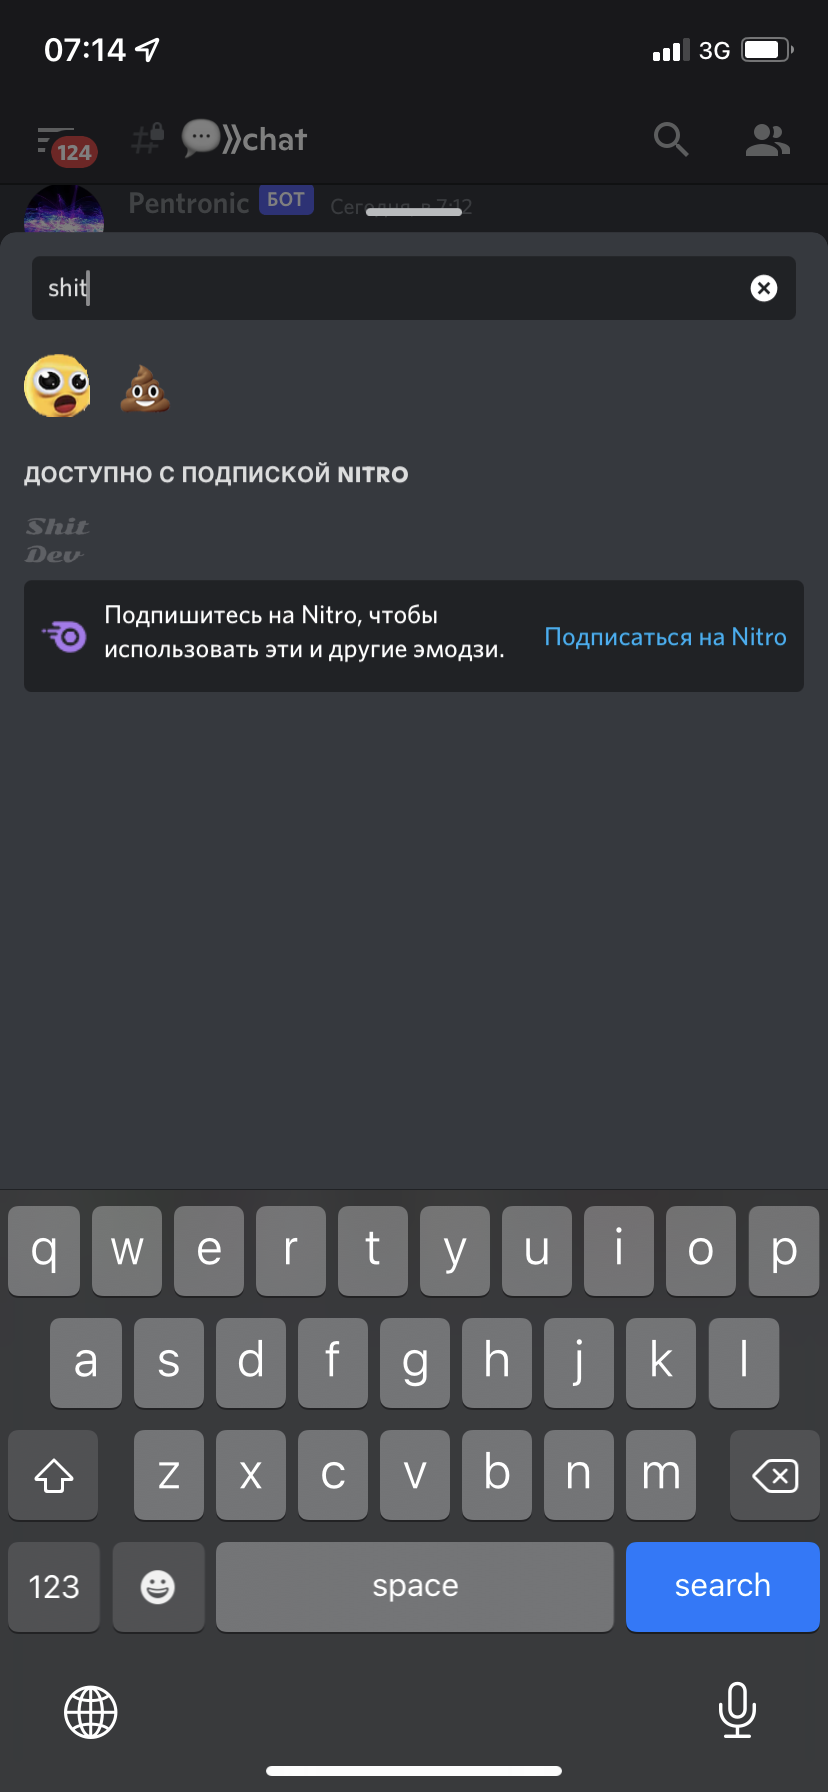 07:14
3G
124
chat
Pentronic БОТ Сегодня, в 7:12
shit
ДОСТУПНО С ПОДПИСКОЙ NITRO
Shit
Dev
Подпишитесь на Nitro, чтобы
использовать эти и другие эмодзи.
Подписаться на Nitro
q w e r t y u i o p
a s d f g h j k l
z x c v b n m
123 space search